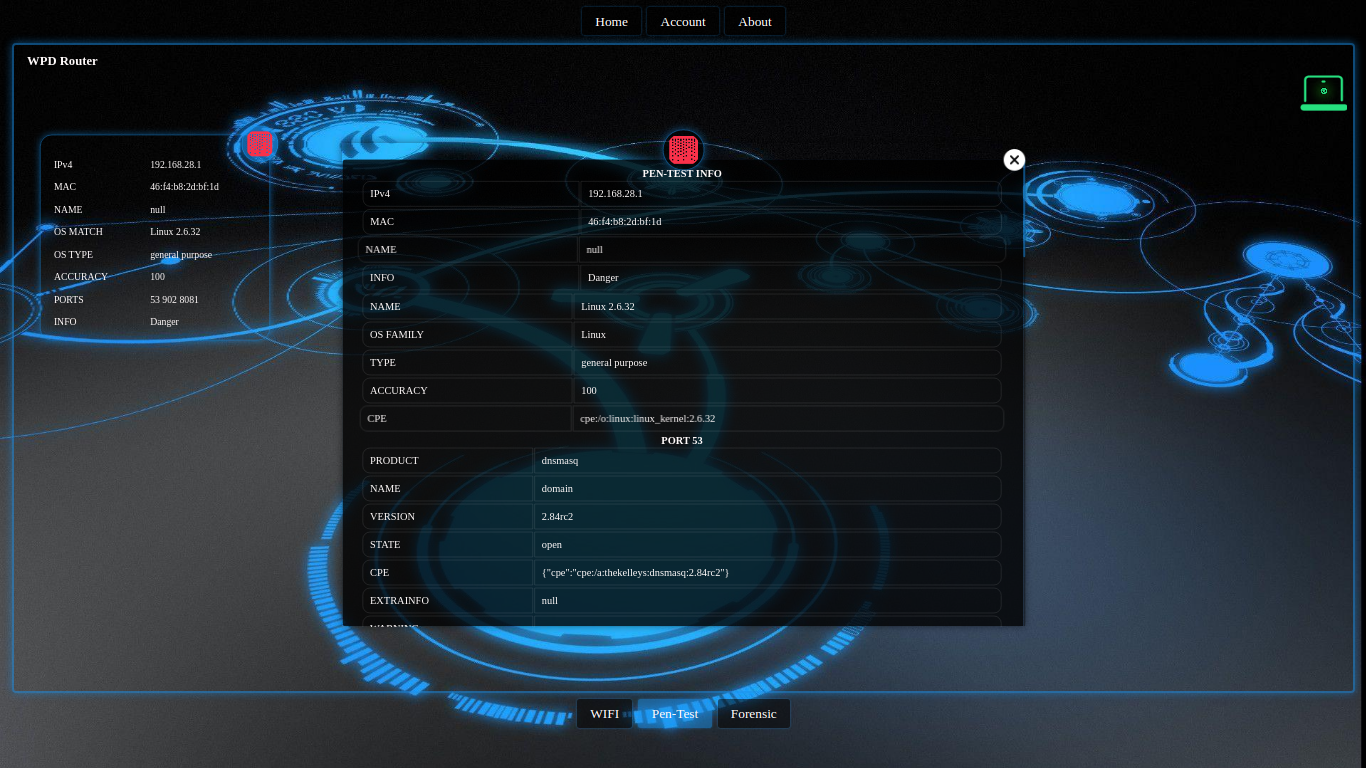 Home Account About
WPD Router
IPv4 192.168.28.1
MAC 46:f4:b8:2d:bf:1d
NAME null
OS MATCH Linux 2.6.32
OS TYPE general purpose
ACCURACY 100
PORTS 53 902 8081
INFO Danger
PEN-TEST INFO
IPv4 192.168.28.1
MAC 46:f4:b8:2d:bf:1d
NAME null
INFO Danger
NAME Linux 2.6.32
OS FAMILY Linux
TYPE general purpose
ACCURACY 100
CPE cpe:/o:linux:linux_kernel:2.6.32
PORT 53
PRODUCT dnsmasq
NAME domain
VERSION 2.84rc2
STATE open
CPE {"cpe":"cpe:/a:thekelleys:dnsmasq:2.84rc2"}
EXTRAINFO null
WIFI Pen-Test Forensic